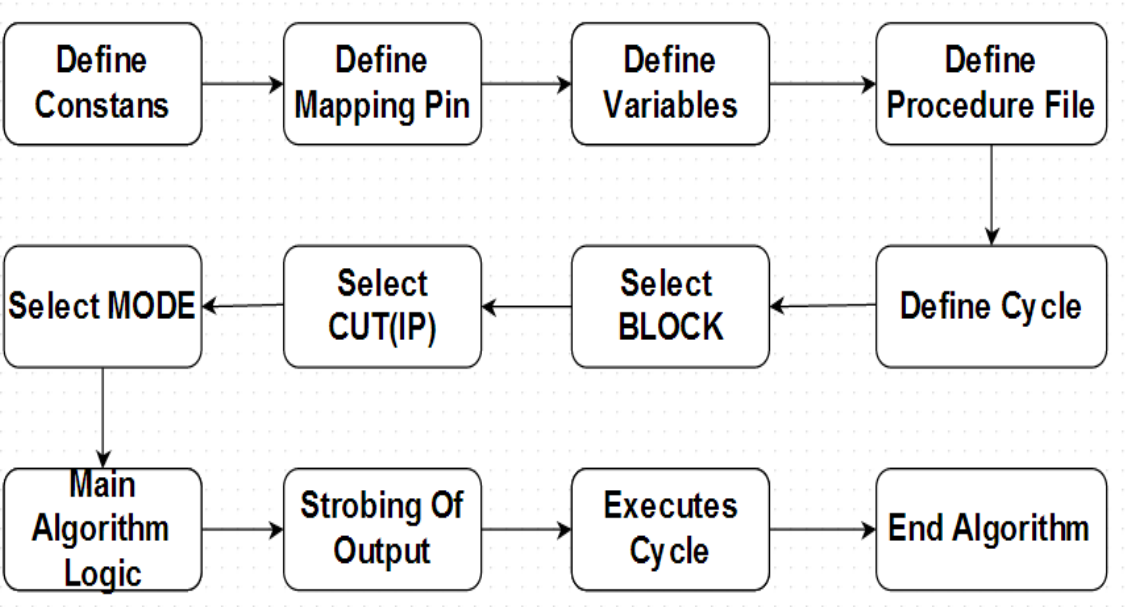 Define
Constans
Define
Mapping Pin
Define
Variables
Define
Procedure File
Define Cycle
Select
BLOCK
Select
CUT(IP)
Select MODE
Main
Algorithm
Logic
Strobing Of
Output
Executes
Cycle
End Algorithm